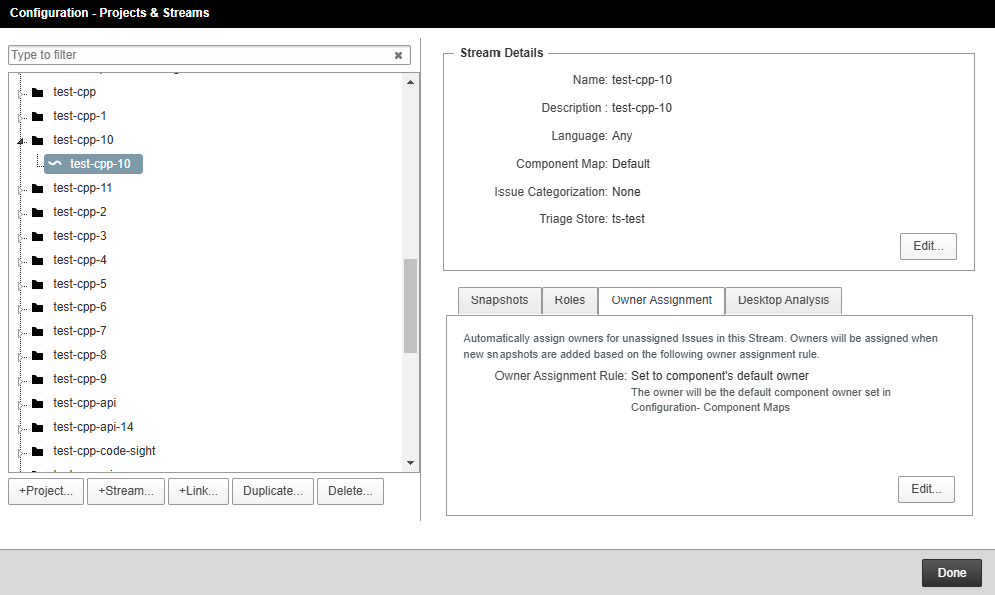 Configuration - Projects & Streams
Type to filter
test-cpp
test-cpp-1
test-cpp-10
test-cpp-10
test-cpp-11
test-cpp-2
test-cpp-3
test-cpp-4
test-cpp-5
test-cpp-6
test-cpp-7
test-cpp-8
test-cpp-9
test-cpp-api
test-cpp-api-14
test-cpp-code-sight
+Project...
+Stream...
+Link...
Duplicate...
Delete...
Stream Details
Name: test-cpp-10
Description : test-cpp-10
Language: Any
Component Map: Default
Issue Categorization: None
Triage Store: ts-test
Edit...
Snapshots
Roles
Owner Assignment
Desktop Analysis
Automatically assign owners for unassigned Issues in this Stream. Owners will be assigned when
new snapshots are added based on the following owner assignment rule.
Owner Assignment Rule: Set to component's default owner
The owner will be the default component owner set in
Configuration- Component Maps
Edit...
Done